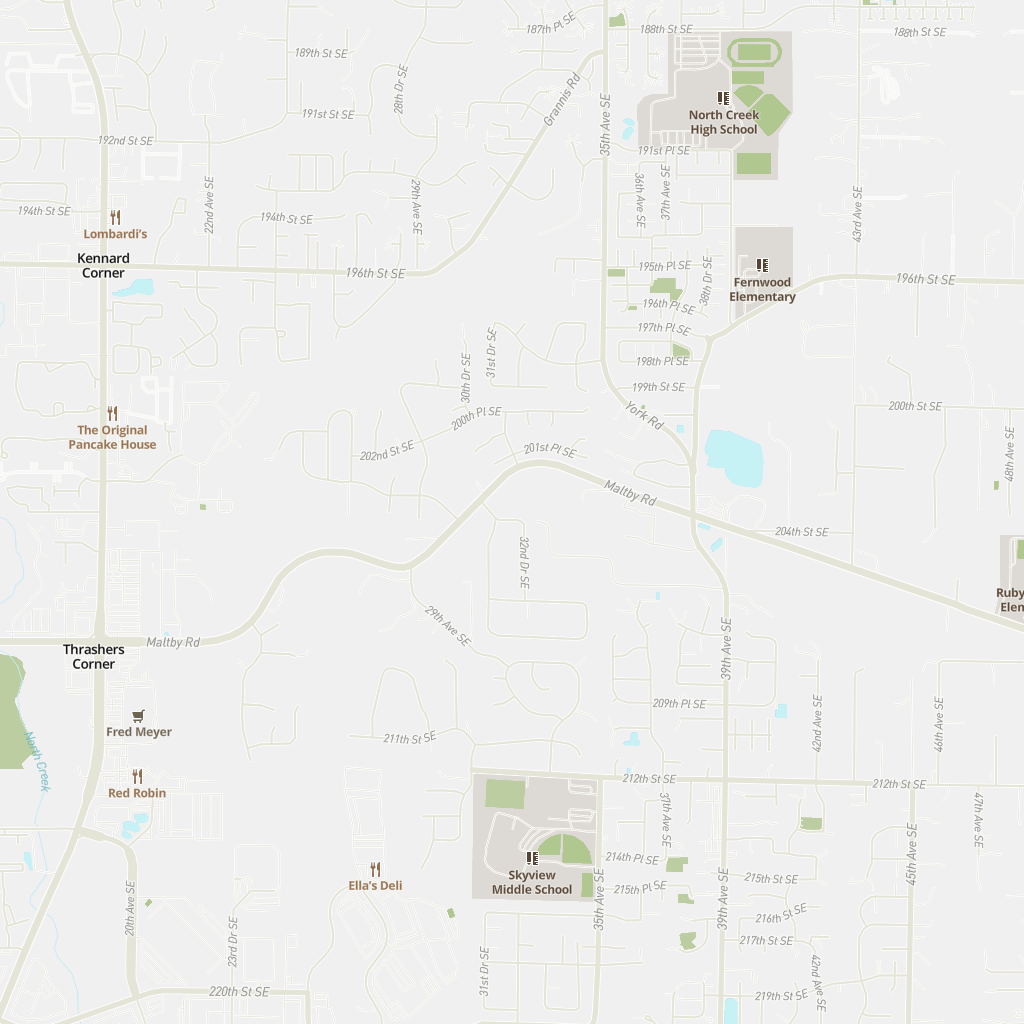 187th Pl SE
188th St SE
188th St SE
189th St SE
28th Dr SE
Grannis Rd
35th Ave SE
North Creek
High School
191st St SE
192nd St SE
191st Pl SE
36th Ave SE
37th Ave SE
43rd Ave SE
22nd Ave SE
29th Ave SE
194th St SE
194th St SE
Lombardi's
Kennard
Corner
196th St SE
195th Pl SE
38th Dr SE
Fernwood
Elementary
196th St SE
196th Pl SE
197th Pl SE
198th Pl SE
199th St SE
30th Dr SE
31st Dr SE
200th Pl SE
York Rd
200th St SE
The Original
Pancake House
202nd St SE
201st Pl SE
48th Ave SE
Maltby Rd
204th St SE
32nd Dr SE
Ruby
Elem
29th Ave SE
39th Ave SE
Maltby Rd
Thrashers
Corner
Fred Meyer
North Creek
209th Pl SE
42nd Ave SE
46th Ave SE
211th St SE
Red Robin
212th St SE
212th St SE
37th Ave SE
47th Ave SE
45th Ave SE
Ella's Deli
Skyview
Middle School
214th Pl SE
215th Pl SE
215th St SE
35th Ave SE
39th Ave SE
20th Ave SE
23rd Dr SE
216th St SE
217th St SE
31st Dr SE
42nd Ave SE
220th St SE
219th St SE